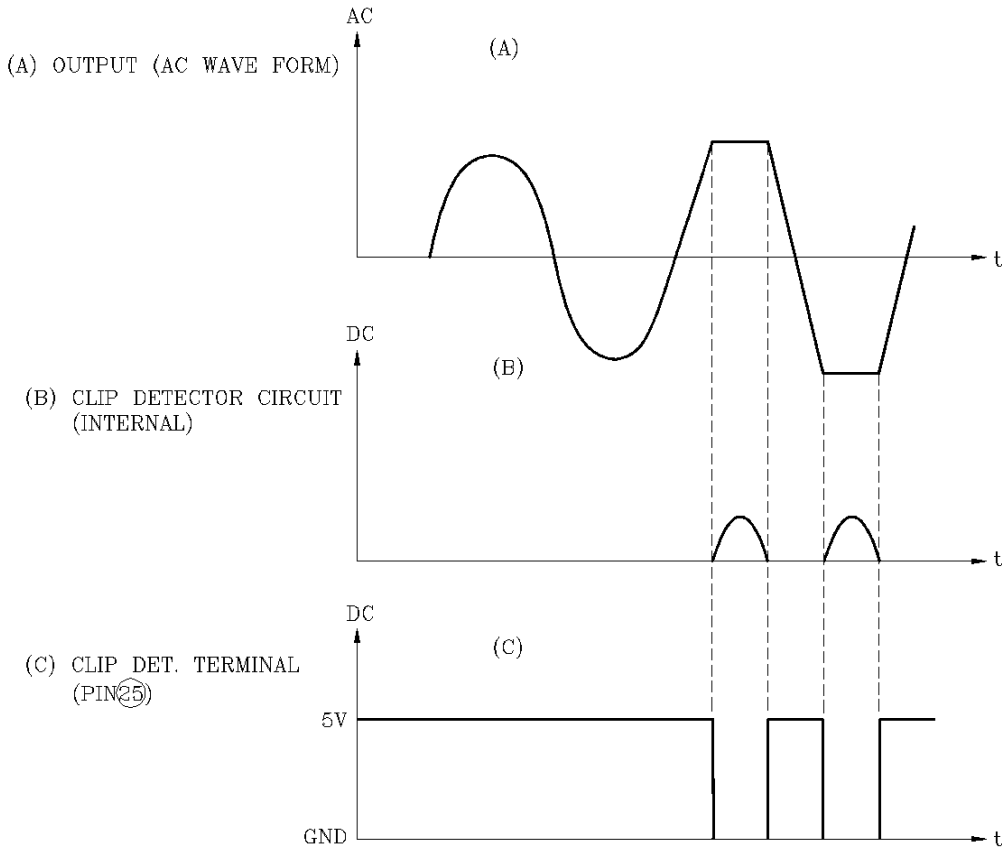 AC
(A)
(A) OUTPUT (AC WAVE FORM)
t
DC
(B)
(B) CLIP DETECTOR CIRCUIT
(INTERNAL)
t
DC
(C)
(C) CLIP DET. TERMINAL
(PIN25)
5V
GND
t